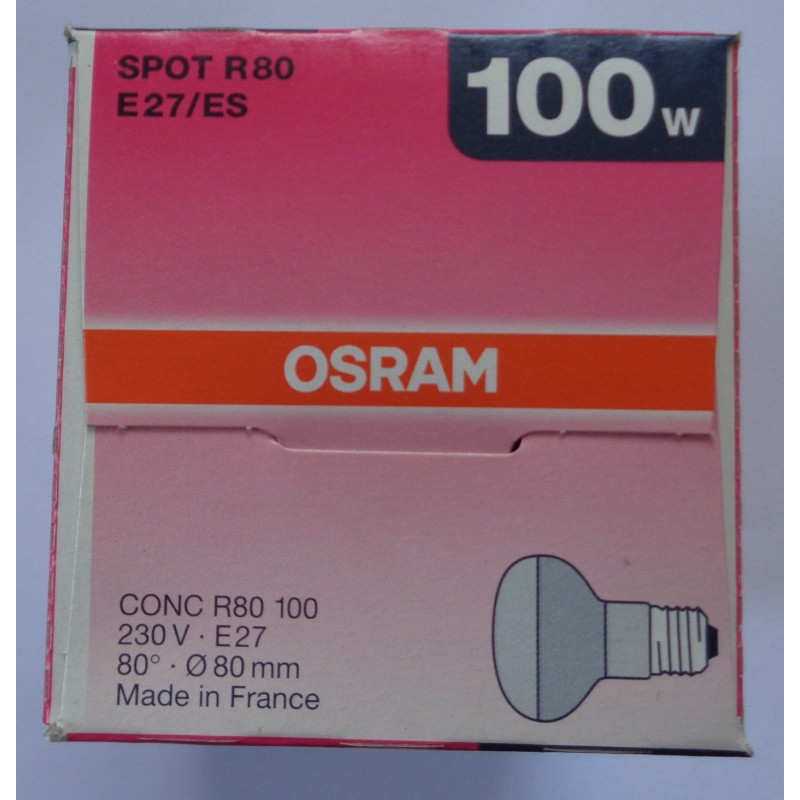 SPOT R80
E27/ES
100W
OSRAM
CONC R80 100
230 V · E27
80° · Ø 80 mm
Made in France